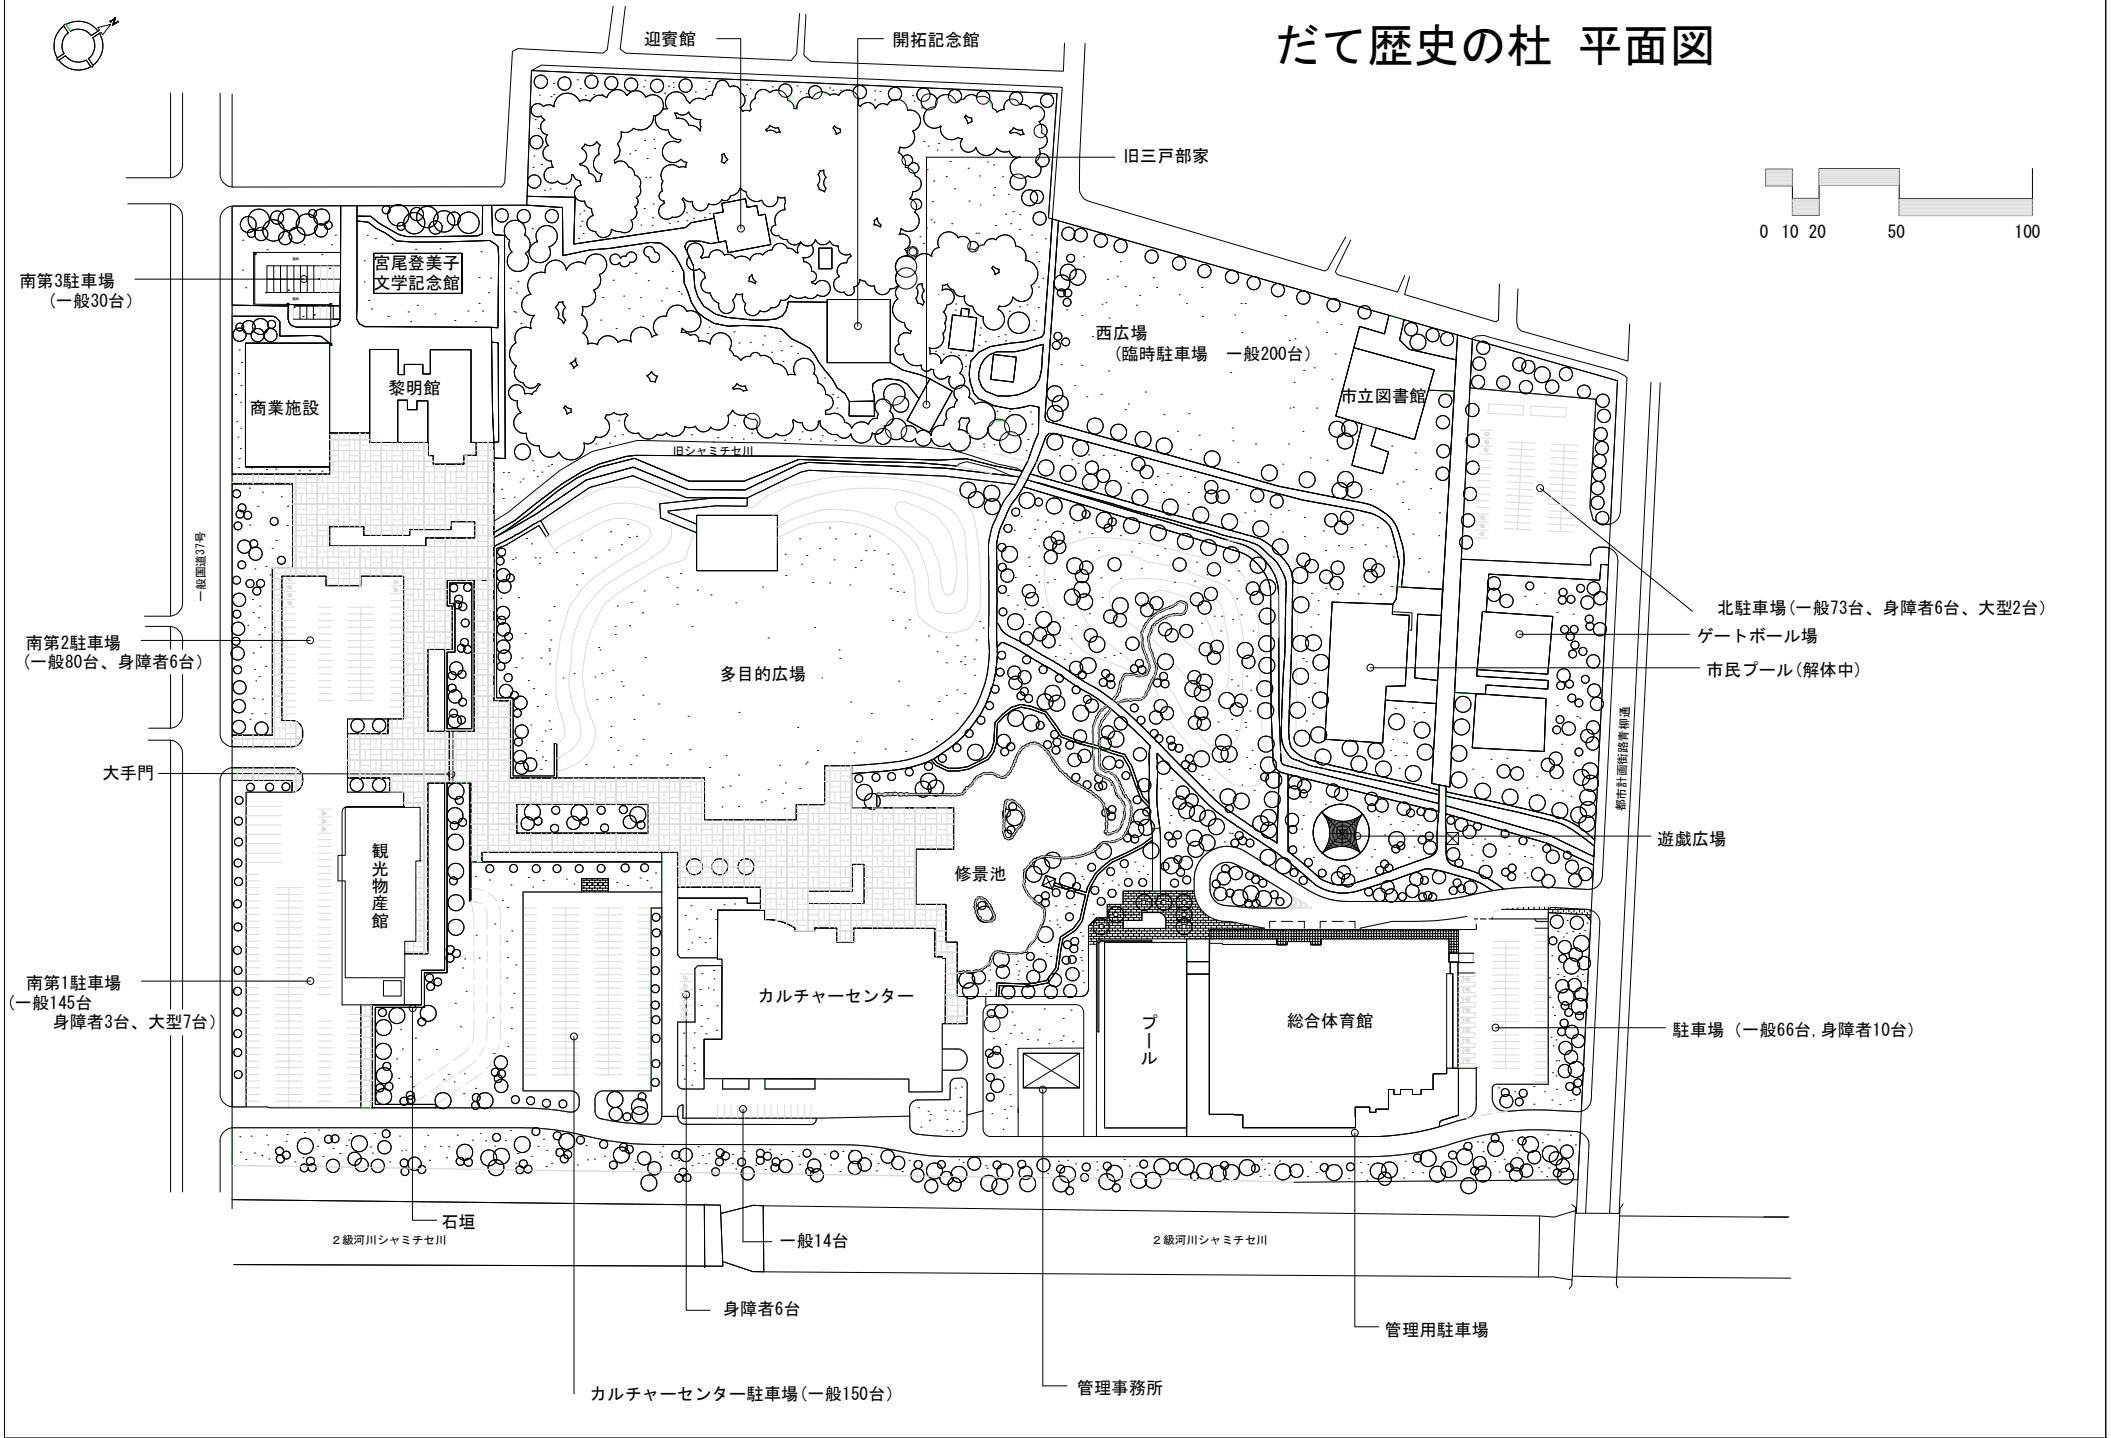 だて歴史の杜 平面図
N
迎賓館
開拓記念館
旧三戸部家
0 10 20 50 100
南第3駐車場
(一般30台)
宮尾登美子
文学記念館
西広場
(臨時駐車場 一般200台)
市立図書館
黎明館
商業施設
旧シャミチセ川
一般国道37号
北駐車場(一般73台、身障者6台、大型2台)
ゲートボール場
市民プール(解体中)
南第2駐車場
(一般80台、身障者6台)
多目的広場
都市計画街路青柳通
大手門
遊戯広場
観光物産館
修景池
南第1駐車場
(一般145台
身障者3台、大型7台)
カルチャーセンター
プール
総合体育館
駐車場 (一般66台,身障者10台)
石垣
2級河川シャミチセ川
一般14台
2級河川シャミチセ川
身障者6台
管理用駐車場
カルチャーセンター駐車場(一般150台)
管理事務所